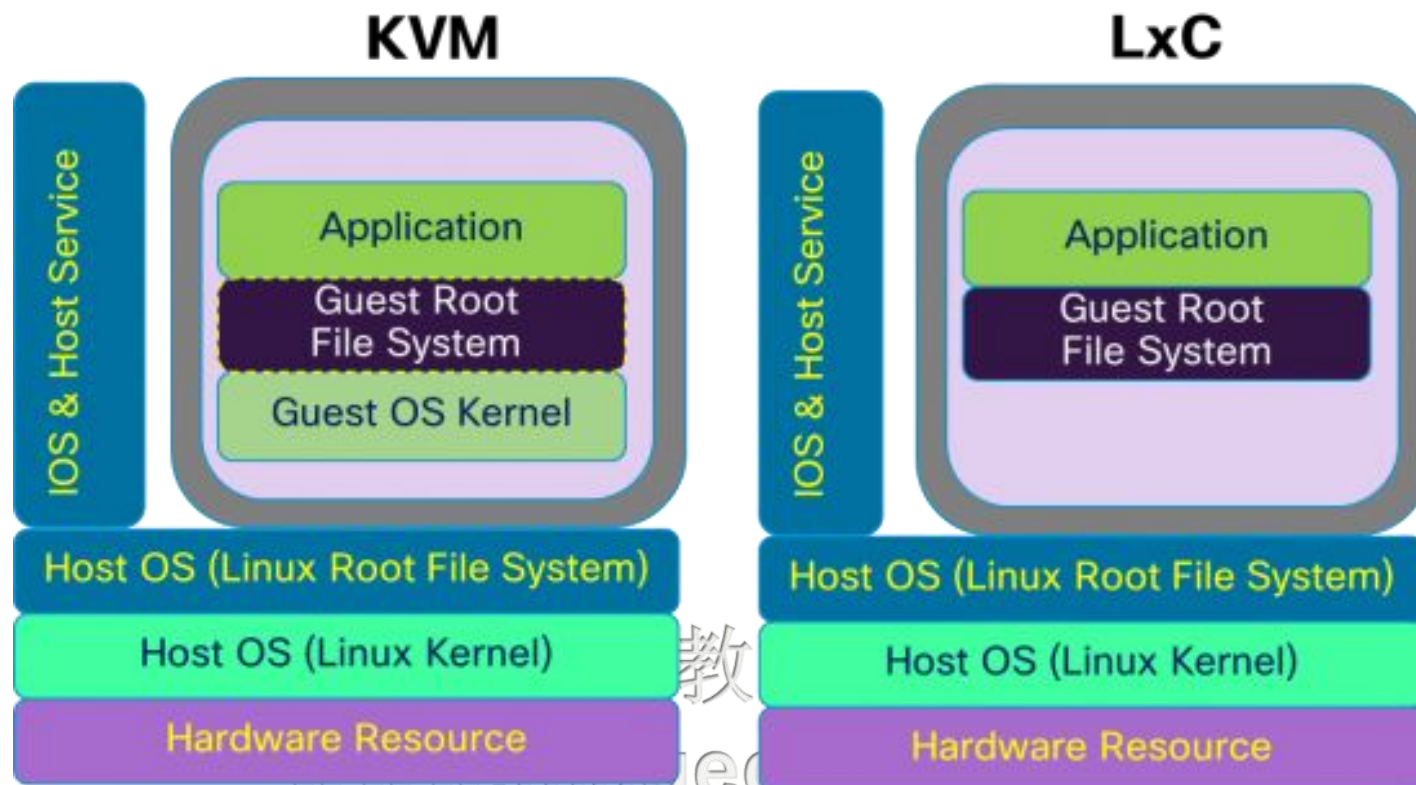 KVM
IOS & Host Service
Application
Guest Root
File System
Guest OS Kernel
Host OS (Linux Root File System)
Host OS (Linux Kernel)
Hardware Resource
LxC
IOS & Host Service
Application
Guest Root
File System
Host OS (Linux Root File System)
Host OS (Linux Kernel)
Hardware Resource
教